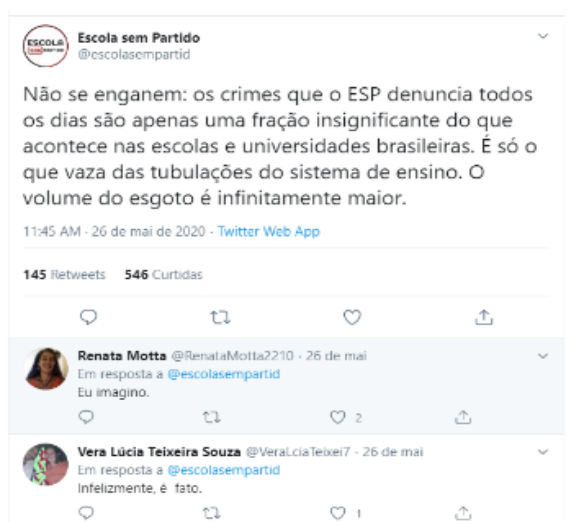 ESCOLA
Escola sem Partido
@escolasempartid
Não se enganem: os crimes que o ESP denuncia todos
os dias são apenas uma fração insignificante do que
acontece nas escolas e universidades brasileiras. É só o
que vaza das tubulações do sistema de ensino. O
volume do esgoto é infinitamente maior.
11:45 AM · 26 de mai de 2020 · Twitter Web App
145 Retweets 546 Curtidas
Renata Motta @RenataMotta2210 · 26 de mai
Em resposta a @escolasempartid
Eu imagino.
2
Vera Lúcia Teixeira Souza @VeraLciaTeixei7 · 26 de mai
Em resposta a @escolasempartid
Infelizmente, é fato.
1